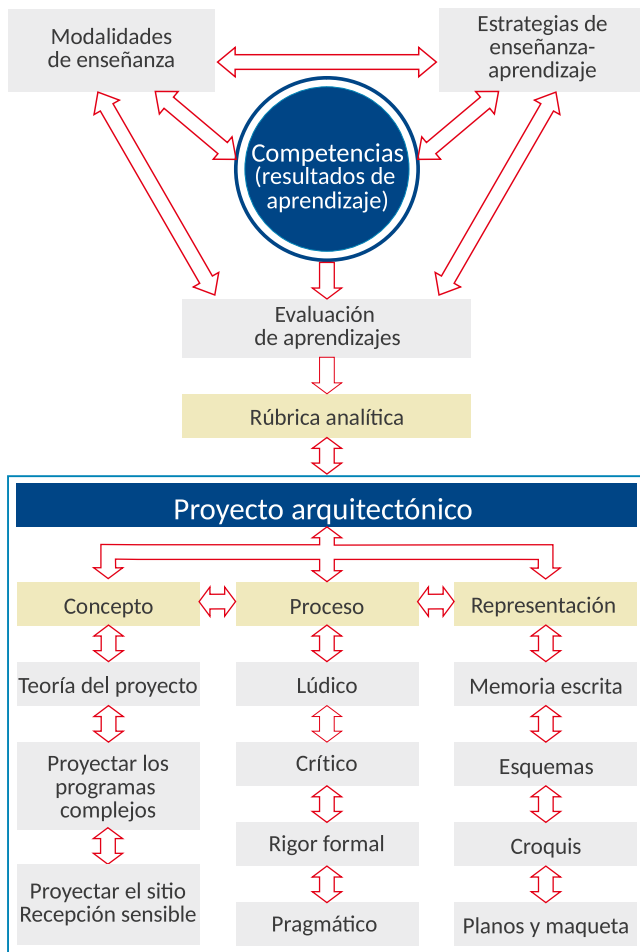 Modalidades
de enseñanza
Estrategias de
enseñanza-
aprendizaje
Competencias
(resultados de
aprendizaje)
Evaluación
de aprendizajes
Rúbrica analítica
Proyecto arquitectónico
Concepto
Proceso
Representación
Teoría del proyecto
Lúdico
Memoria escrita
Proyectar los
programas
complejos
Crítico
Esquemas
Rigor formal
Croquis
Proyectar el sitio
Recepción sensible
Pragmático
Planos y maqueta